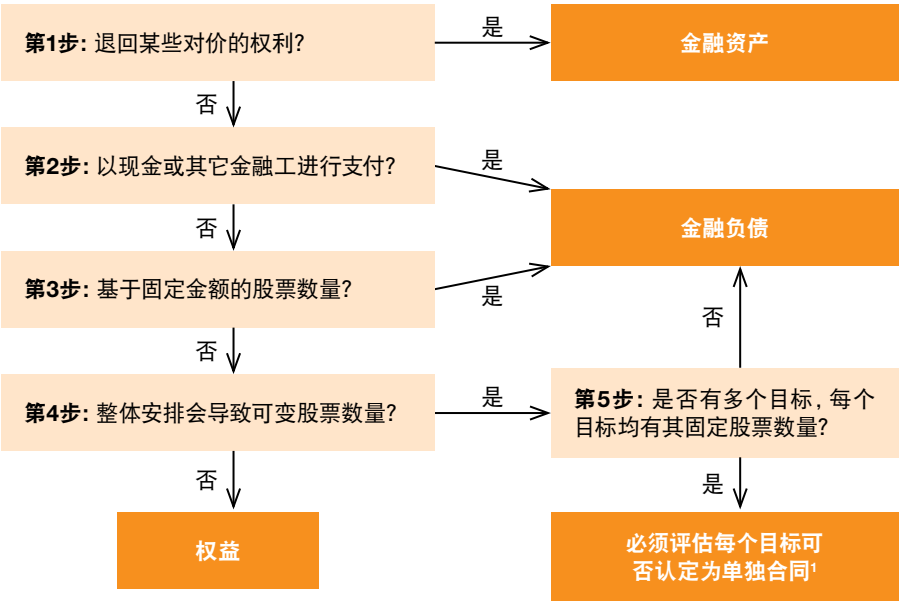 第1步: 退回某些对价的权利?
是
金融资产
否
第2步: 以现金或其它金融工进行支付?
是
金融负债
否
第3步: 基于固定金额的股票数量?
是
否
否
第4步: 整体安排会导致可变股票数量?
是
第5步: 是否有多个目标, 每个
目标均有其固定股票数量?
否
是
权益
必须评估每个目标可
否认定为单独合同¹